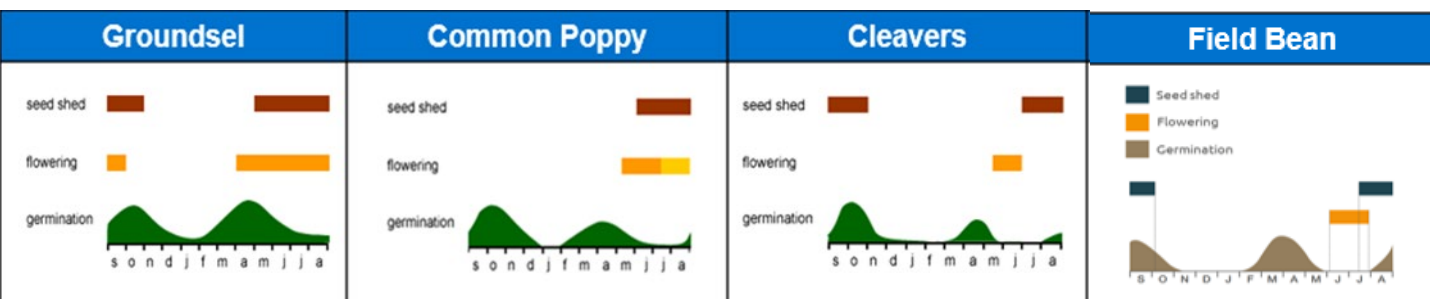 Groundsel
seed shed
flowering
germination
s o n d j f m a m j j a
Common Poppy
seed shed
flowering
germination
s o n d j f m a m j j a
Cleavers
seed shed
flowering
germination
s o n d j f m a m j j a
Field Bean
Seed shed
Flowering
Germination
S O N D J F M A M J J A